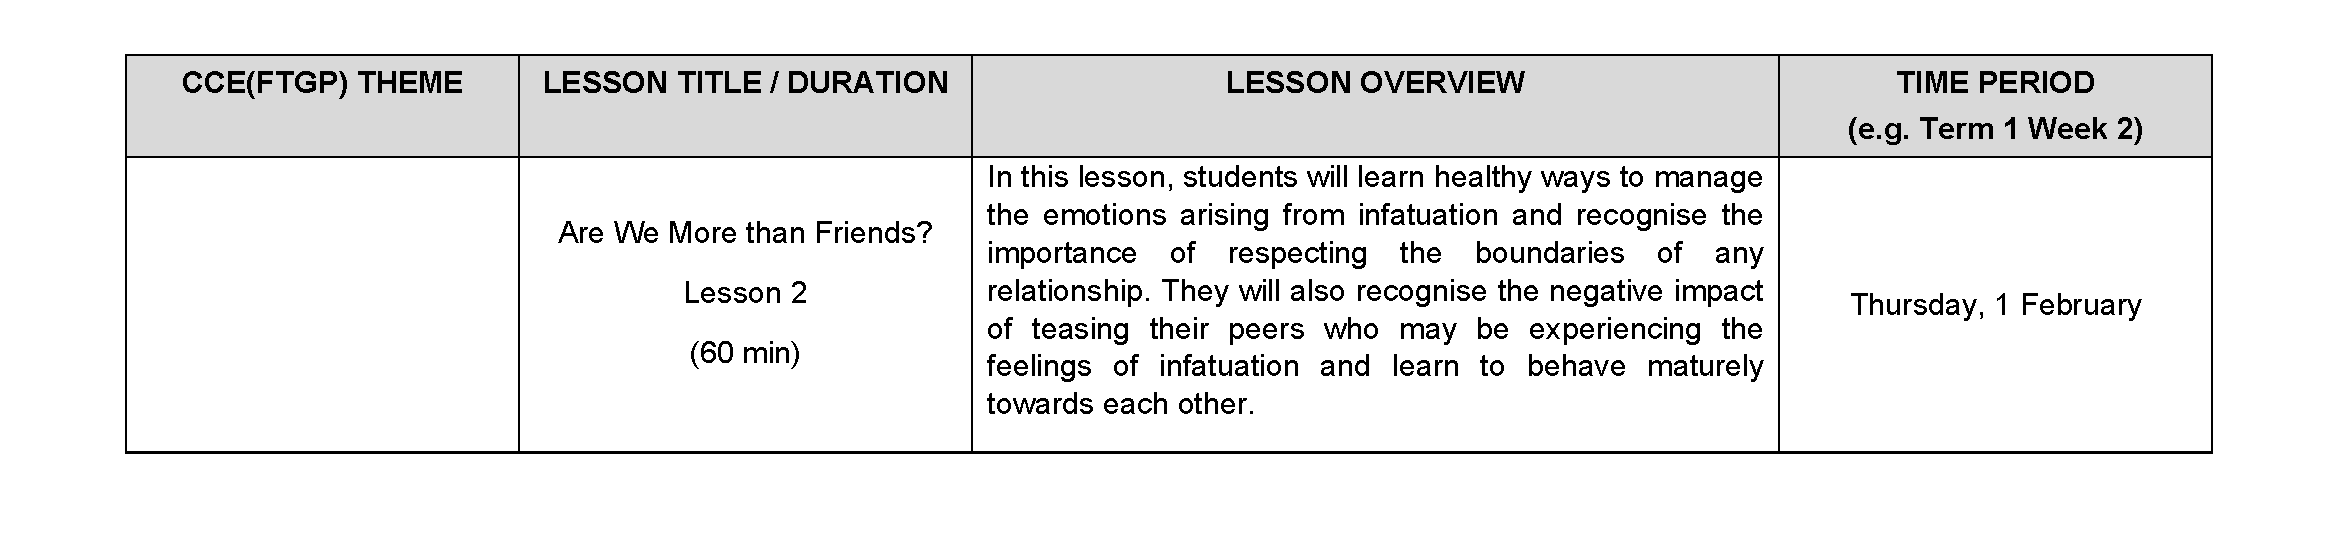 CCE(FTGP) THEME
LESSON TITLE / DURATION
LESSON OVERVIEW
TIME PERIOD
(e.g. Term 1 Week 2)
Are We More than Friends?
Lesson 2
(60 min)
In this lesson, students will learn healthy ways to manage
the emotions arising from infatuation and recognise the
importance of respecting the boundaries of any
relationship. They will also recognise the negative impact
of teasing their peers who may be experiencing the
feelings of infatuation and learn to behave maturely
towards each other.
Thursday, 1 February